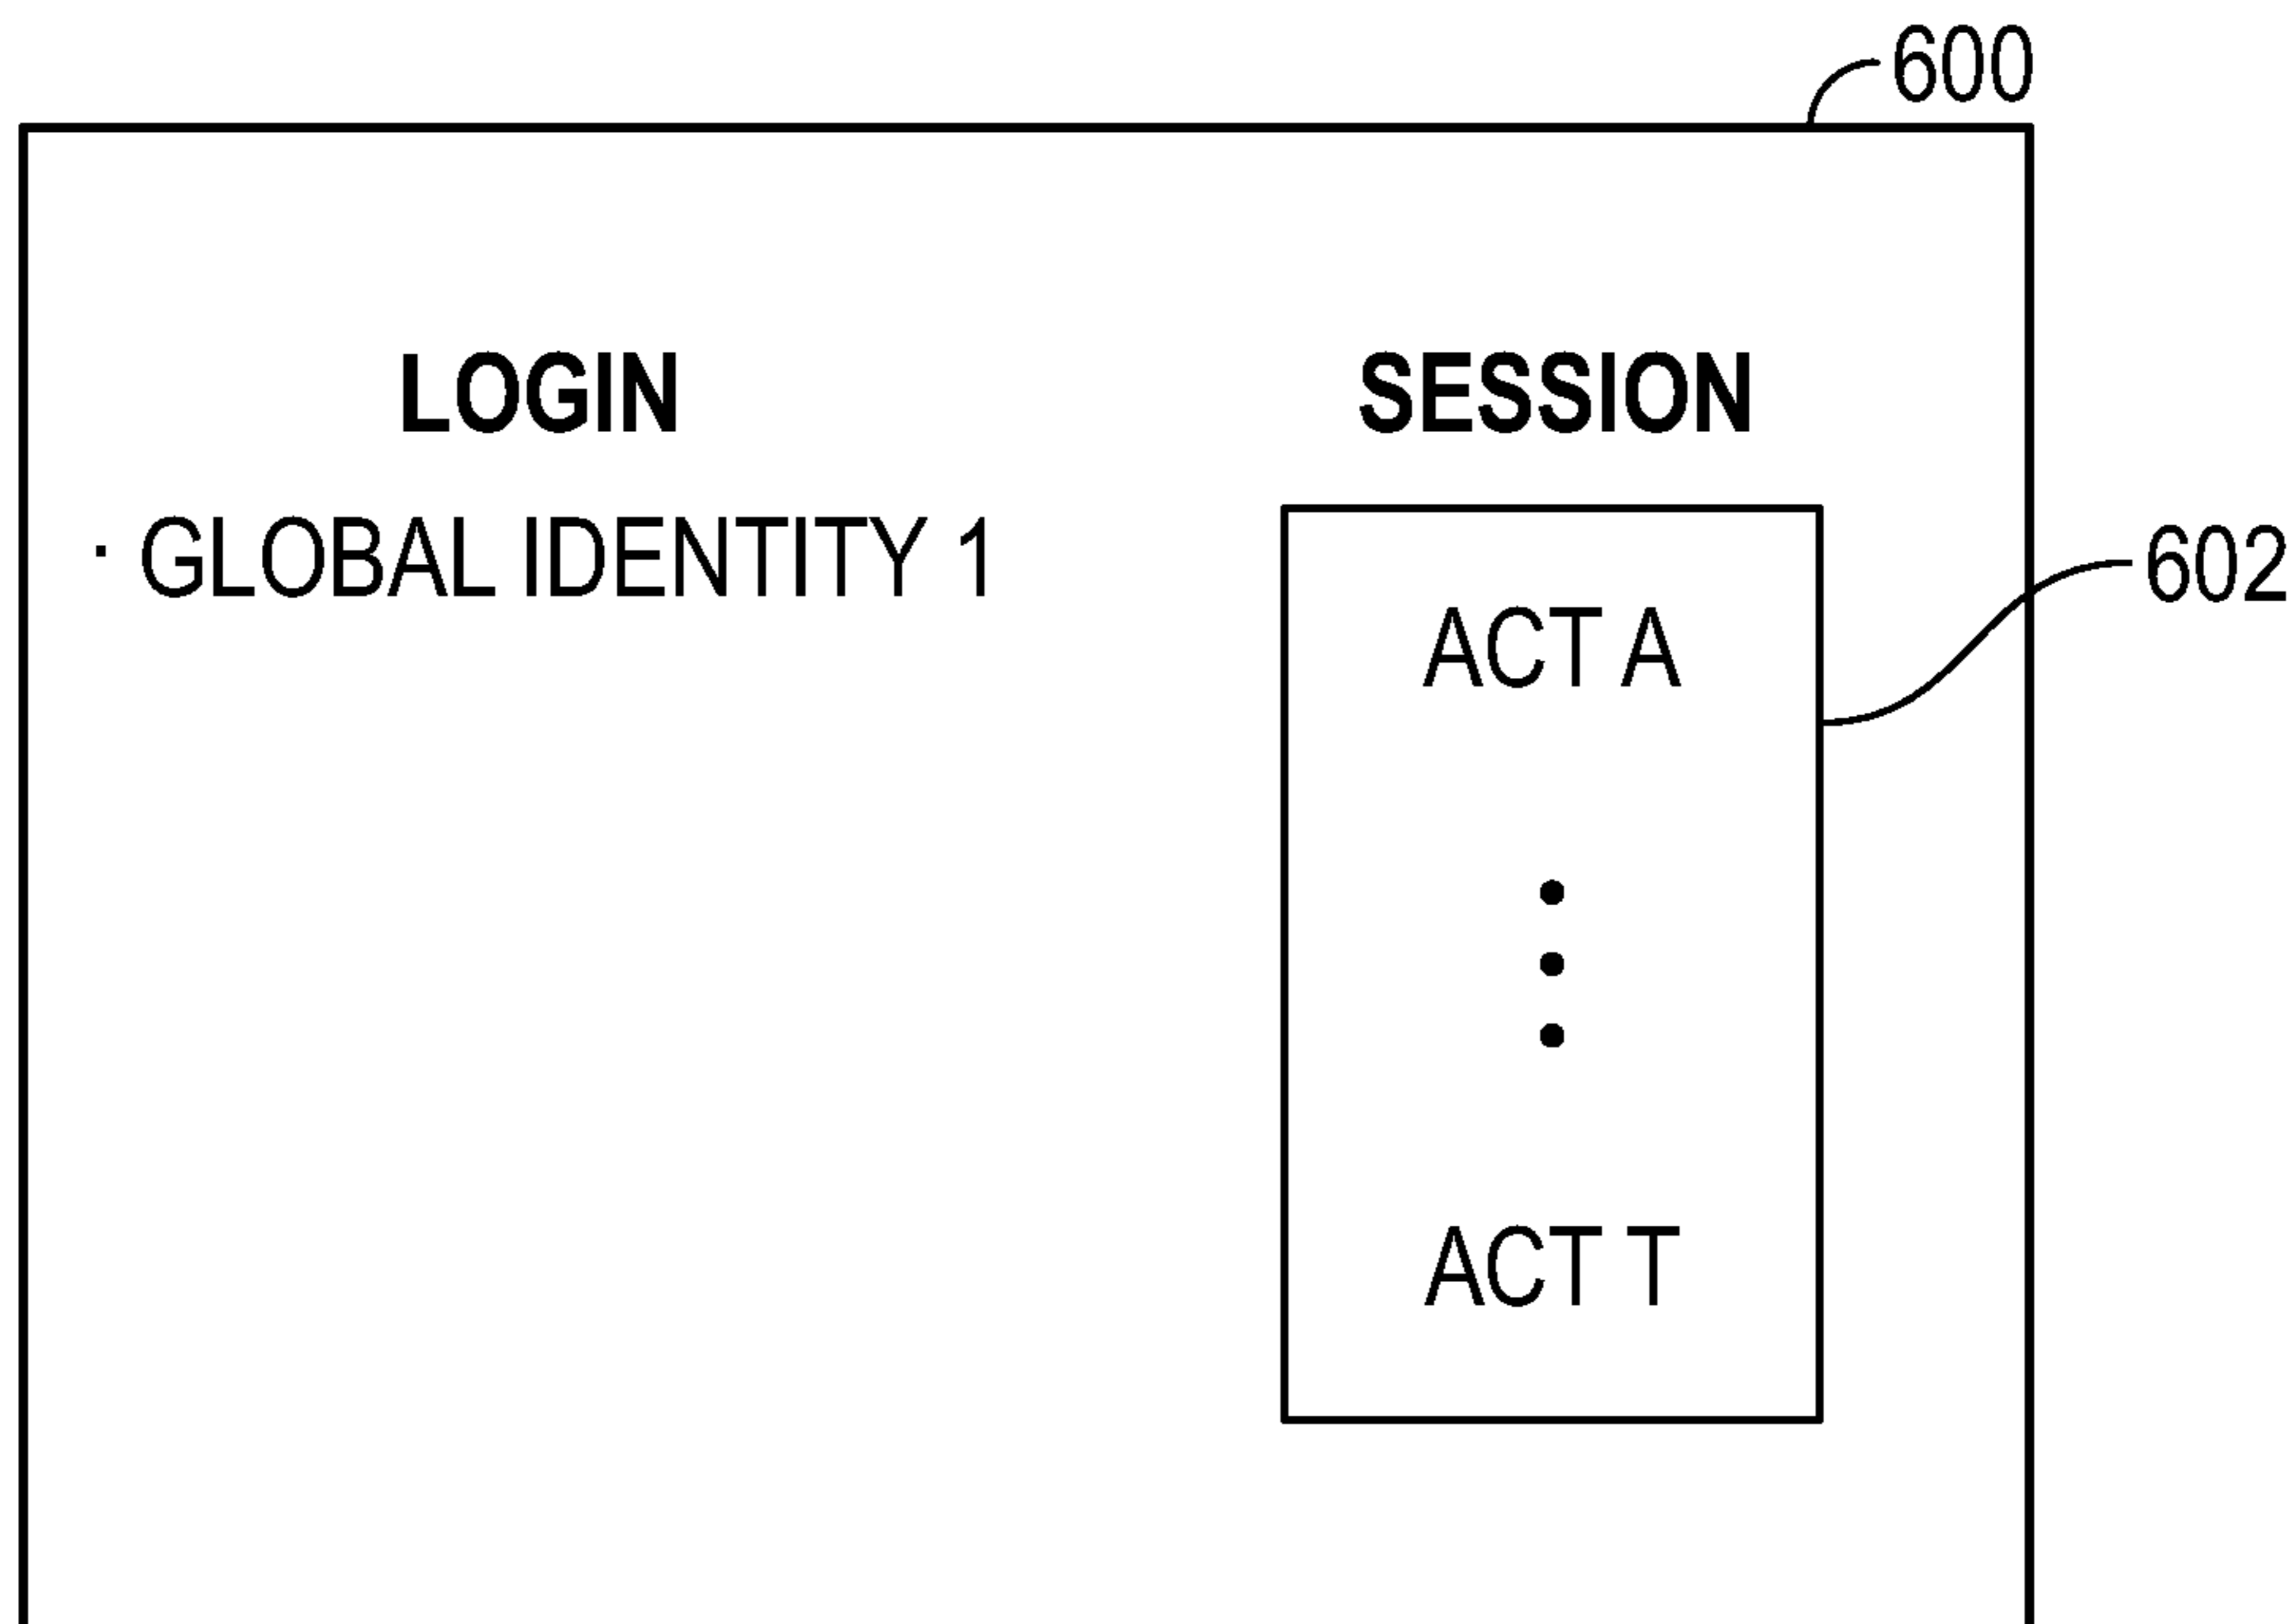 600
LOGIN
SESSION
· GLOBAL IDENTITY 1
602
ACT A
ACT T